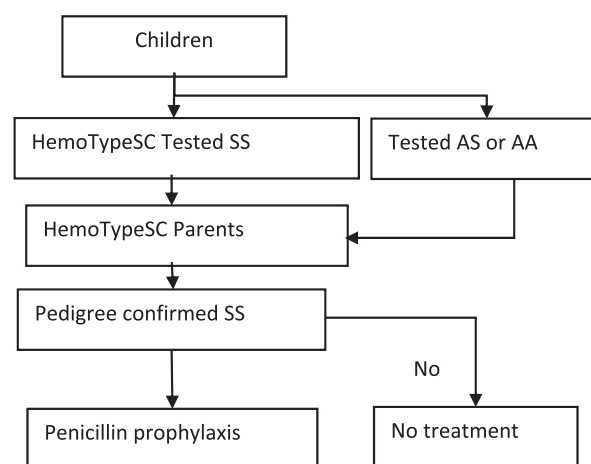 Children
HemoTypeSC Tested SS
Tested AS or AA
HemoTypeSC Parents
Pedigree confirmed SS
No
Penicillin prophylaxis
No treatment